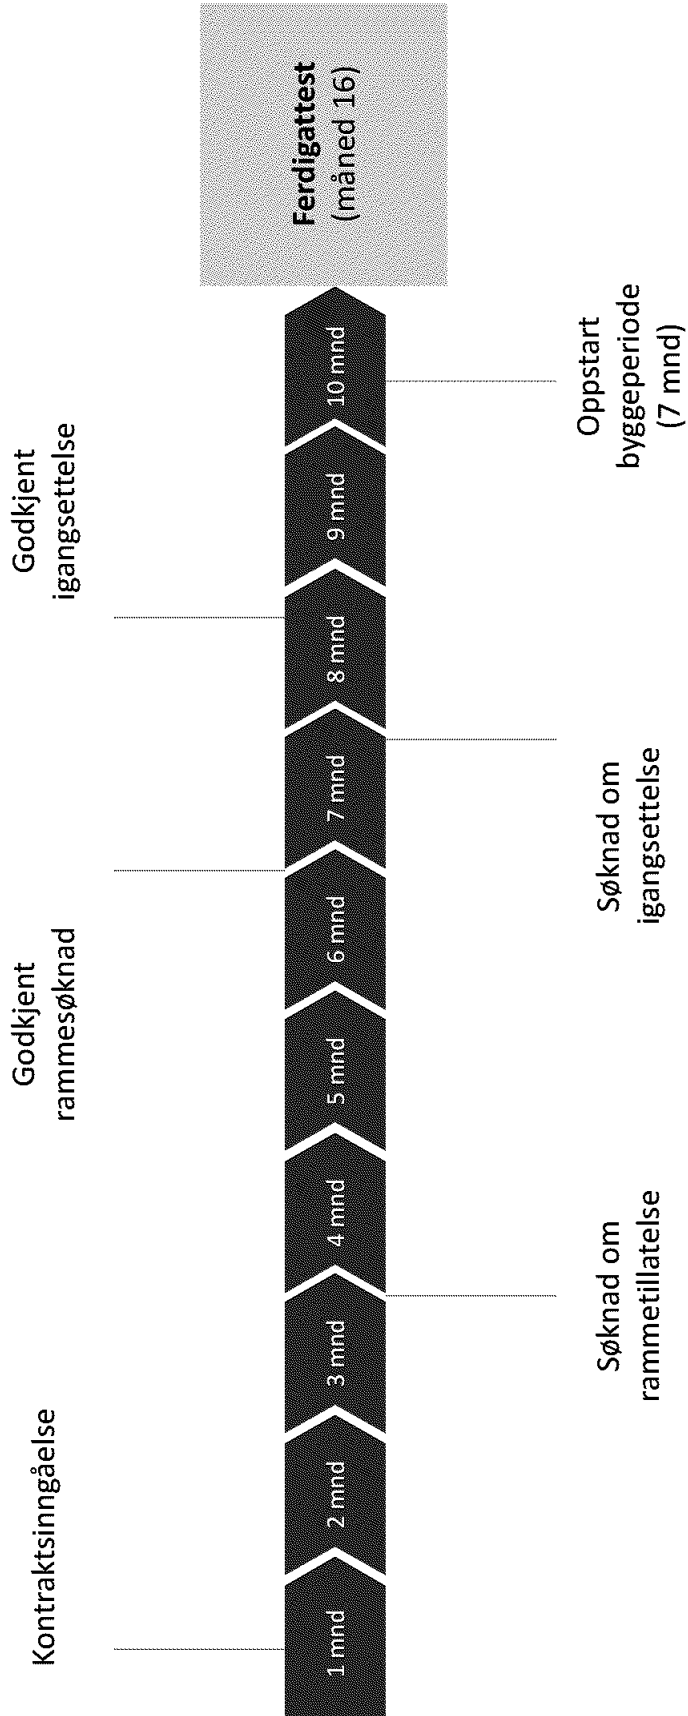 Kontraktsinngåelse
Godkjent
rammesøknad
Godkjent
igangsettelse
1 mnd
2 mnd
3 mnd
4 mnd
5 mnd
6 mnd
7 mnd
8 mnd
9 mnd
10 mnd
Ferdigattest
(måned 16)
Søknad om
rammetillatelse
Søknad om
igangsettelse
Oppstart
byggeperiode
(7 mnd)